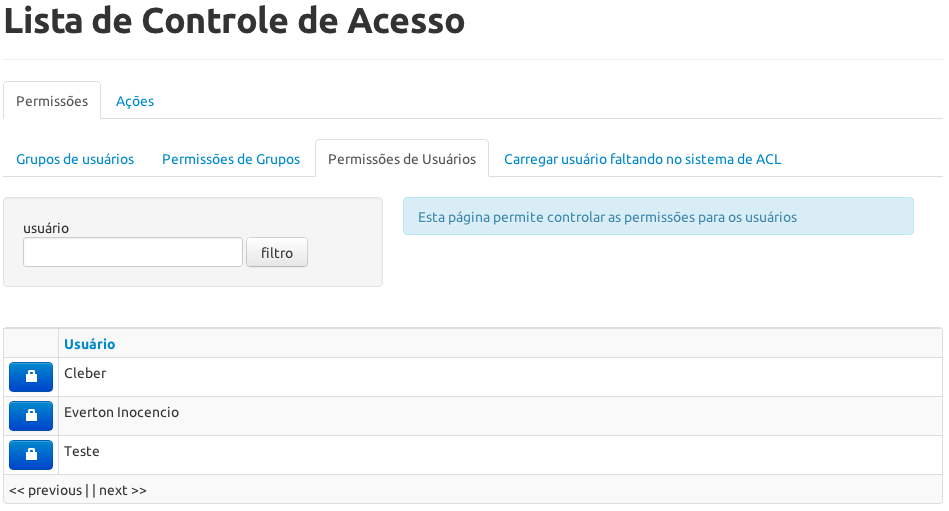 Lista de Controle de Acesso
Permissões Ações
Grupos de usuários Permissões de Grupos Permissões de Usuários Carregar usuário faltando no sistema de ACL
usuário
filtro
Esta página permite controlar as permissões para os usuários
Usuário
Cleber
Everton Inocencio
Teste
<< previous | | next >>